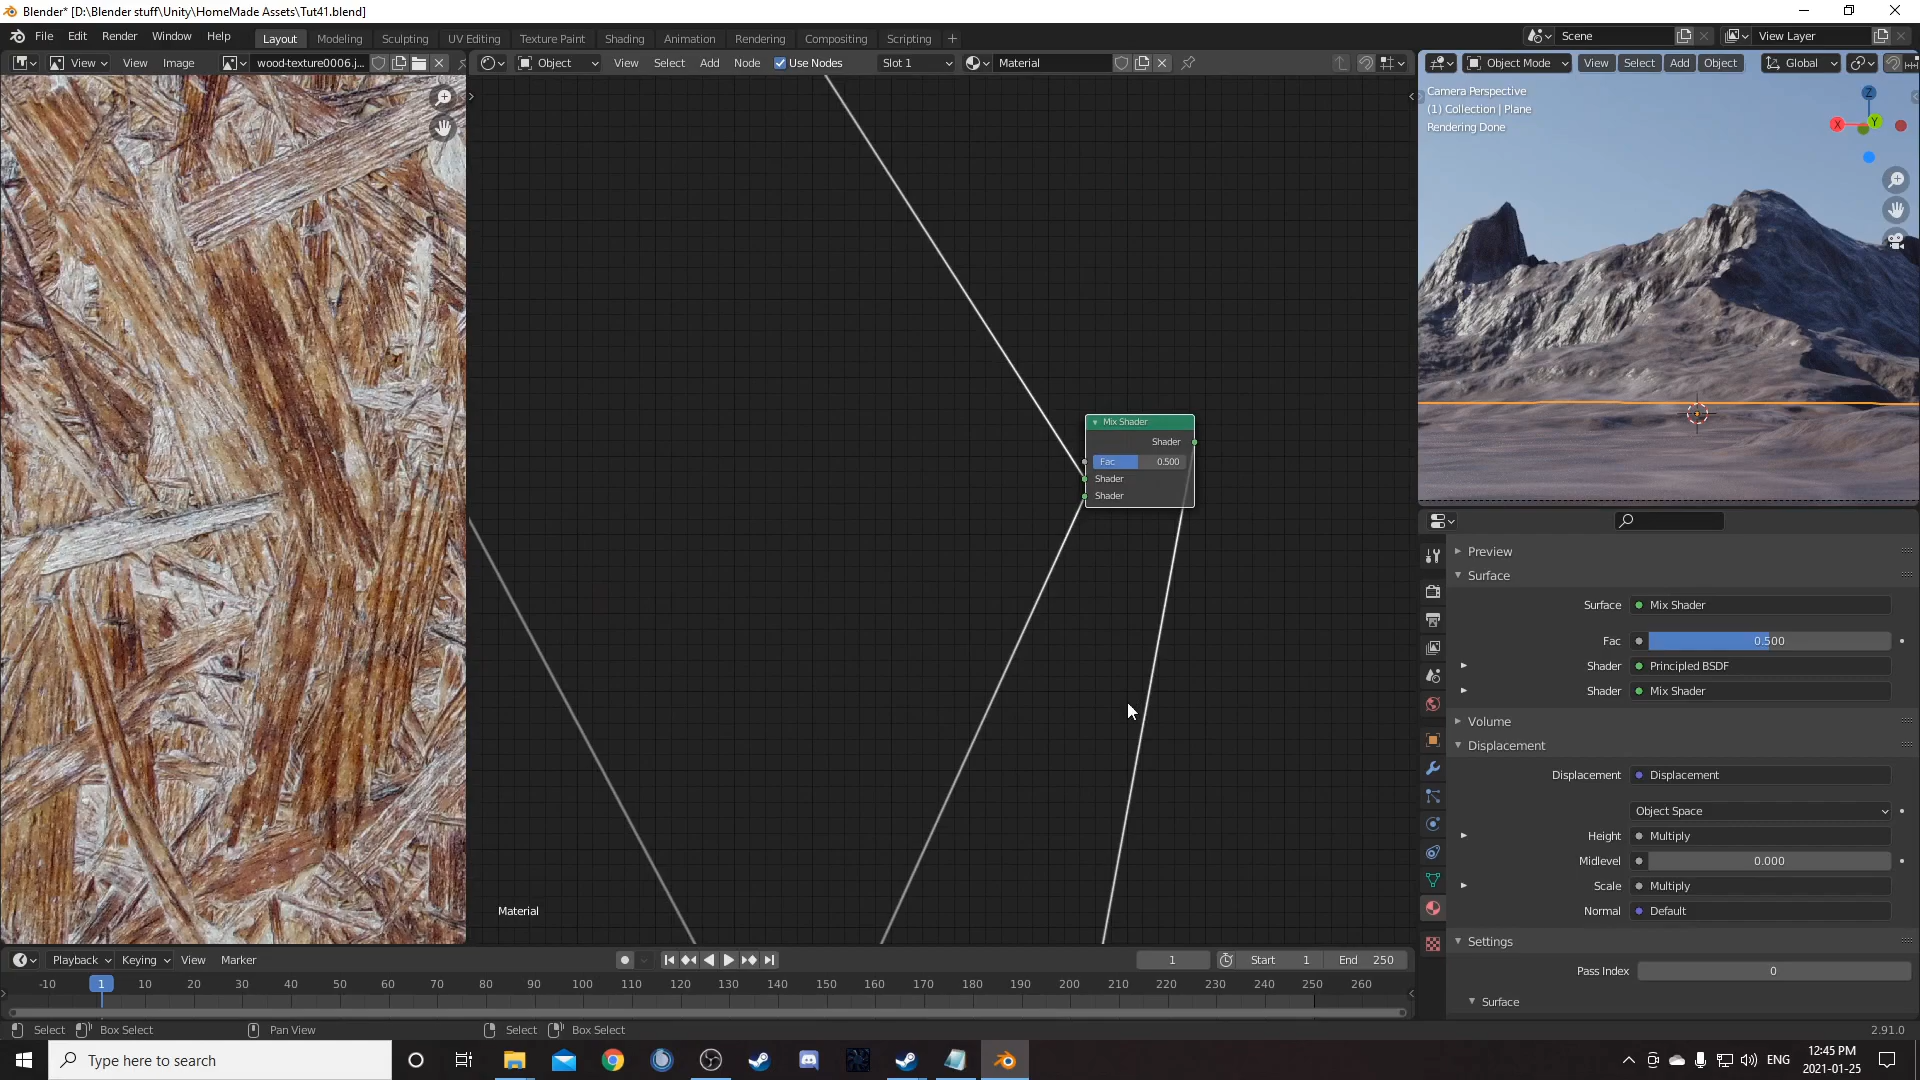 Blender* [D:\Blender stuff\Unity\HomeMade Assets\Tut41.blend]
File Edit Render Window Help Layout Modeling Sculpting UV Editing Texture Paint Shading Animation Rendering Compositing Scripting + Scene View Layer
View View Image wood-texture0006.j... Object View Select Add Node Use Nodes Slot 1 Material Object Mode View Select Add Object Global
Camera Perspective
(1) Collection | Plane
Rendering Done
Z
X
Y
Mix Shader
Shader
Fac 0.500
Shader
Shader
Material
Preview
Surface
Surface Mix Shader
Fac 0.500
Shader Principled BSDF
Shader Mix Shader
Volume
Displacement
Displacement Displacement
Object Space
Height Multiply
Midlevel 0.000
Scale Multiply
Normal Default
Settings
Pass Index 0
Surface
Playback Keying View Marker 1 Start 1 End 250
-10 1 10 20 30 40 50 60 70 80 90 100 110 120 130 140 150 160 170 180 190 200 210 220 230 240 250 260
Select Box Select Pan View Select Box Select 2.91.0
Type here to search ENG 12:45 PM
2021-01-25